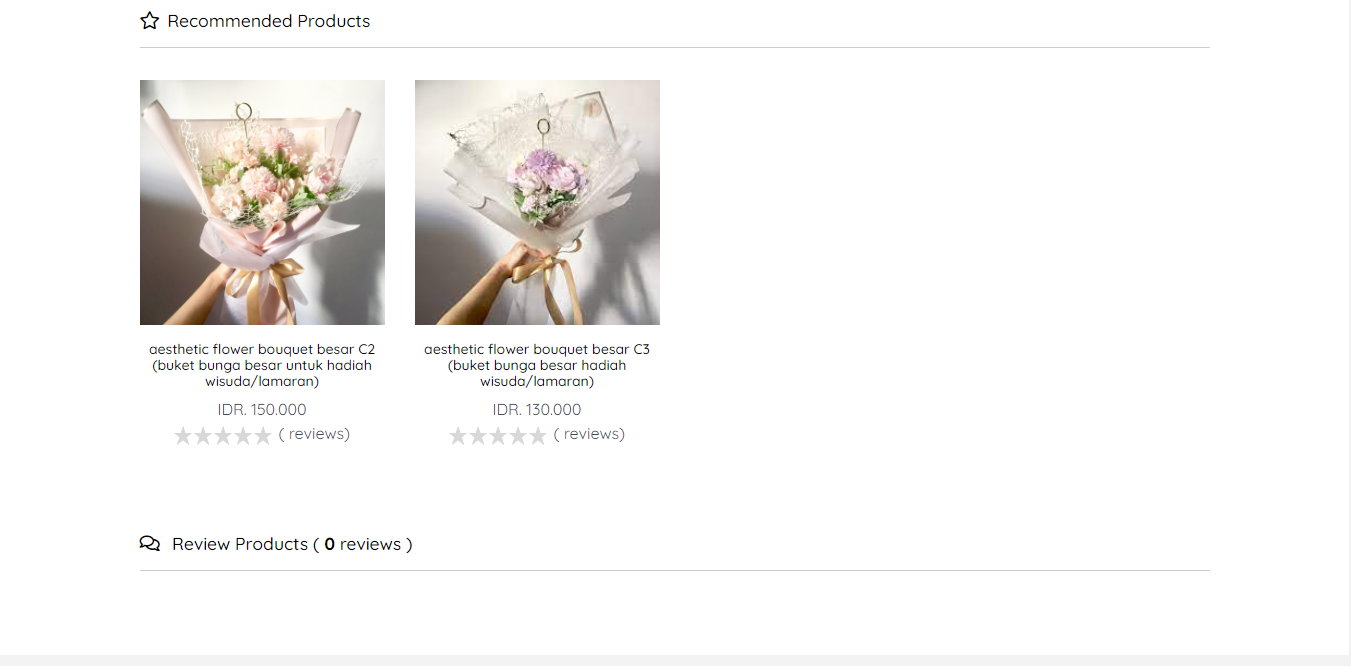 Recommended Products
aesthetic flower bouquet besar C2
(buket bunga besar untuk hadiah
wisuda/lamaran)
IDR. 150.000
( reviews)
aesthetic flower bouquet besar C3
(buket bunga besar hadiah
wisuda/lamaran)
IDR. 130.000
( reviews)
Review Products ( 0 reviews )